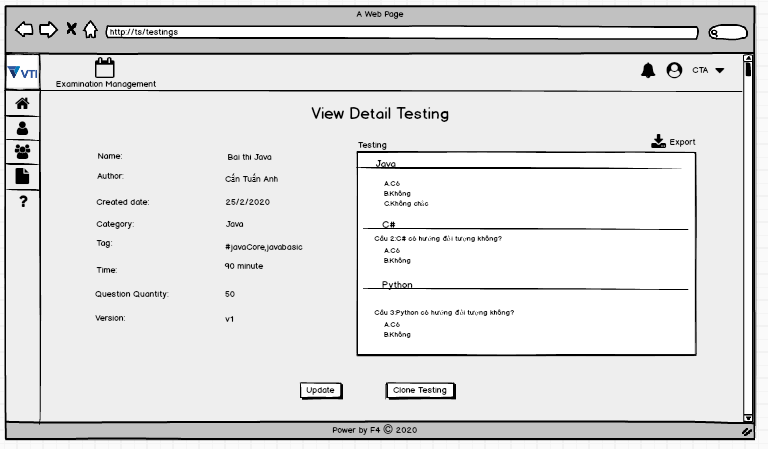 A Web Page
http://ts/testings
VTI
Examination Management
CTA
View Detail Testing
Name:
Bai thi Java
Author:
Cấn Tuấn Anh
Created date:
25/2/2020
Category:
Java
Tag:
#javaCore,javabasic
Time:
90 minute
Question Quantity:
50
Version:
v1
Testing
Export
Java
A.Có
B.Không
C.Không chắc
C#
Câu 2:C# có hướng đối tượng không?
A.Có
B.Không
Python
Câu 3:Python có hướng đối tượng không?
A.Có
B.Không
Update
Clone Testing
?
Power by F4 © 2020